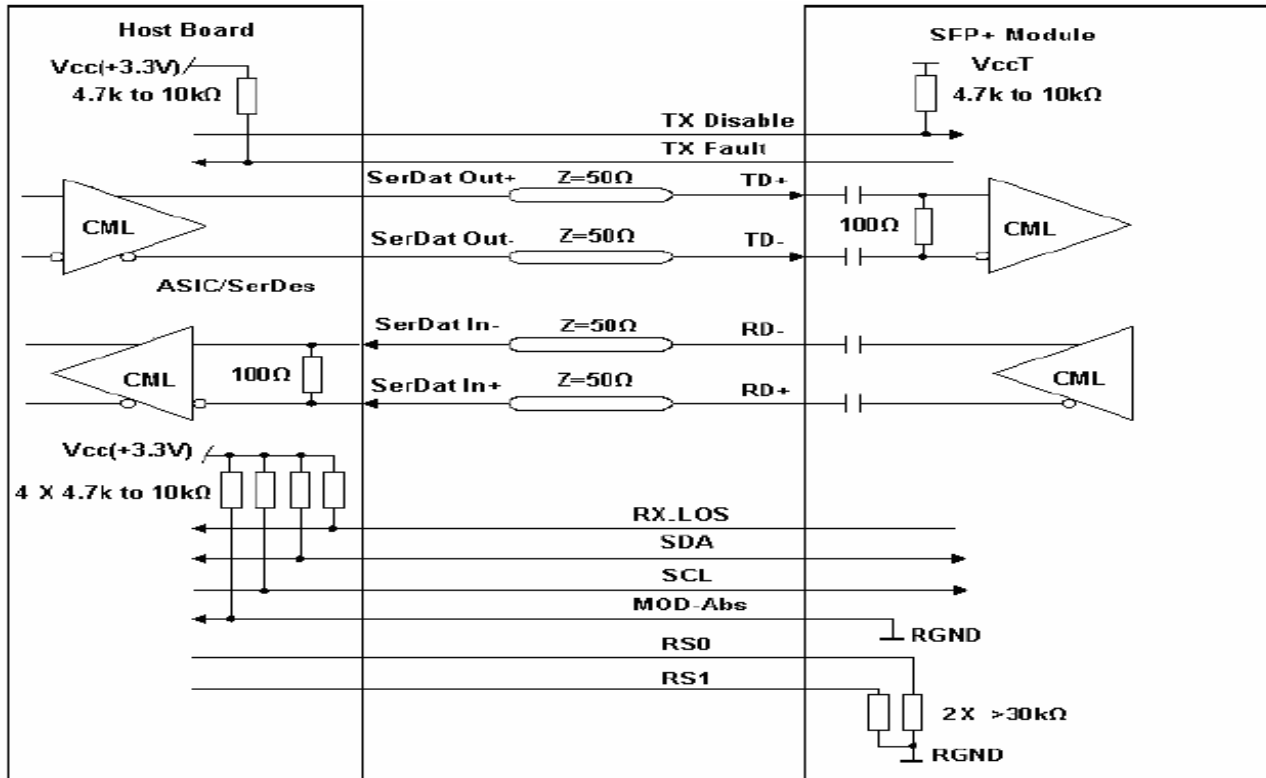 Host Board
SFP+ Module
Vcc(+3.3V)
VccT
4.7k to 10kΩ
4.7k to 10kΩ
TX Disable
TX Fault
SerDat Out+
Z=50Ω
TD+
CML
100Ω
CML
SerDat Out-
Z=50Ω
TD-
ASIC/SerDes
SerDat In-
Z=50Ω
RD-
100Ω
CML
CML
SerDat In+
Z=50Ω
RD+
Vcc(+3.3V)
4 X 4.7k to 10kΩ
RX_LOS
SDA
SCL
MOD-Abs
RGND
RS0
RS1
2X >30kΩ
RGND